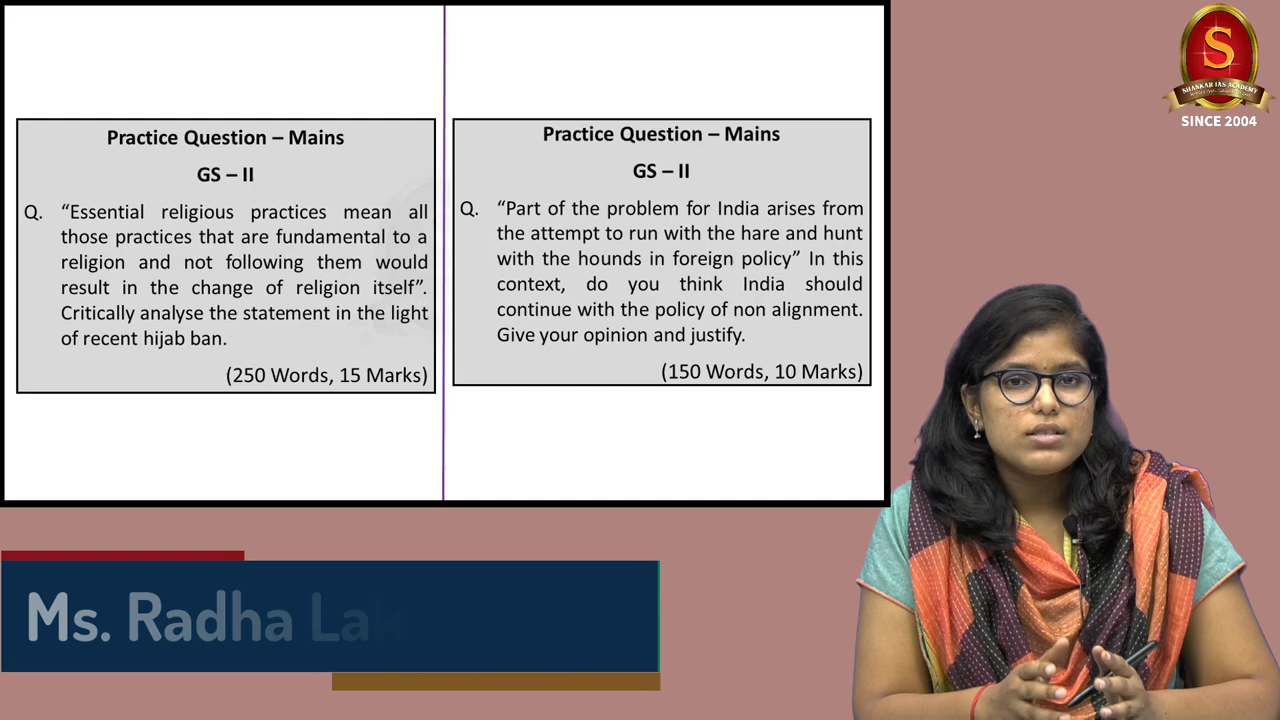 Practice Question – Mains
GS – II
Q. “Essential religious practices mean all
those practices that are fundamental to a
religion and not following them would
result in the change of religion itself”.
Critically analyse the statement in the light
of recent hijab ban.
(250 Words, 15 Marks)
Practice Question – Mains
GS – II
Q. “Part of the problem for India arises from
the attempt to run with the hare and hunt
with the hounds in foreign policy” In this
context, do you think India should
continue with the policy of non alignment.
Give your opinion and justify.
(150 Words, 10 Marks)
S
SHANKAR IAS ACADEMY
SINCE 2004
Ms. Radha Lak